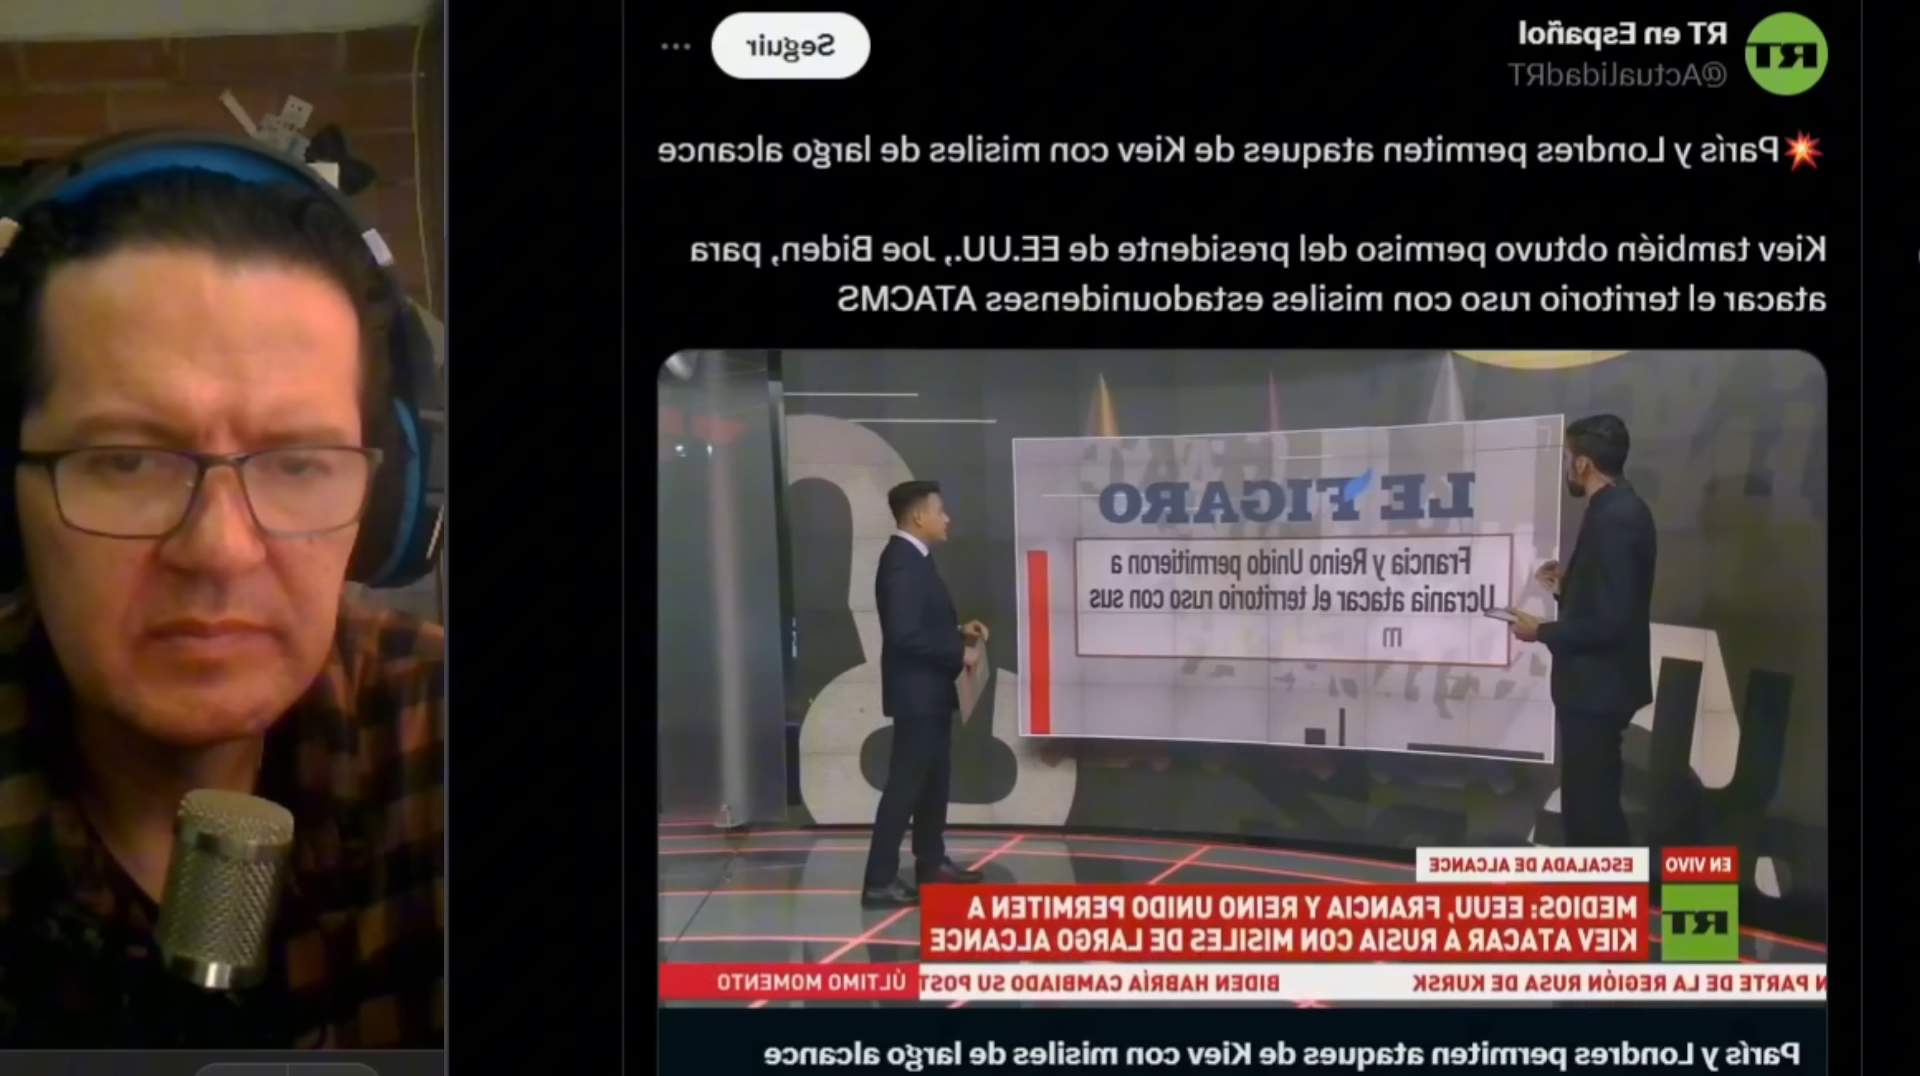 RT
RT en Español
@ActualidadRT
Seguir
París y Londres permiten ataques de Kiev con misiles de largo alcance
Kiev también obtuvo permiso del presidente de EE.UU., Joe Biden, para
atacar el territorio ruso con misiles estadounidenses ATACMS
LE FIGARO
Francia y Reino Unido permitieron a
Ucrania atacar el territorio ruso con sus
m
EN VIVO
ESCALADA DE ALCANCE
RT
MEDIOS: EEUU, FRANCIA Y REINO UNIDO PERMITEN A
KIEV ATACAR A RUSIA CON MISILES DE LARGO ALCANCE
N PARTE DE LA REGIÓN RUSA DE KURSK BIDEN HABRÍA CAMBIADO SU POST
ÚLTIMO MOMENTO
París y Londres permiten ataques de Kiev con misiles de largo alcance